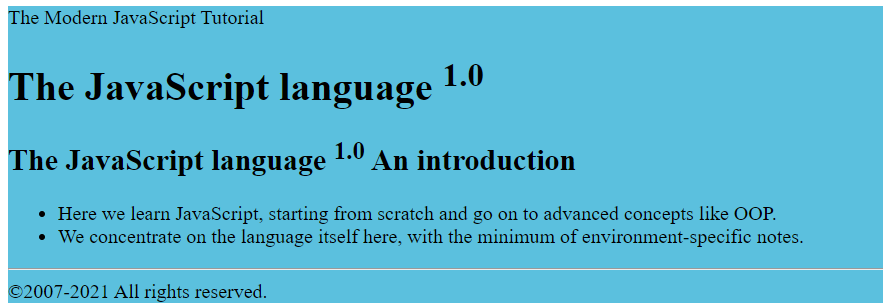 The Modern JavaScript Tutorial
The JavaScript language 1.0
The JavaScript language 1.0 An introduction
• Here we learn JavaScript, starting from scratch and go on to advanced concepts like OOP.
• We concentrate on the language itself here, with the minimum of environment-specific notes.
©2007-2021 All rights reserved.